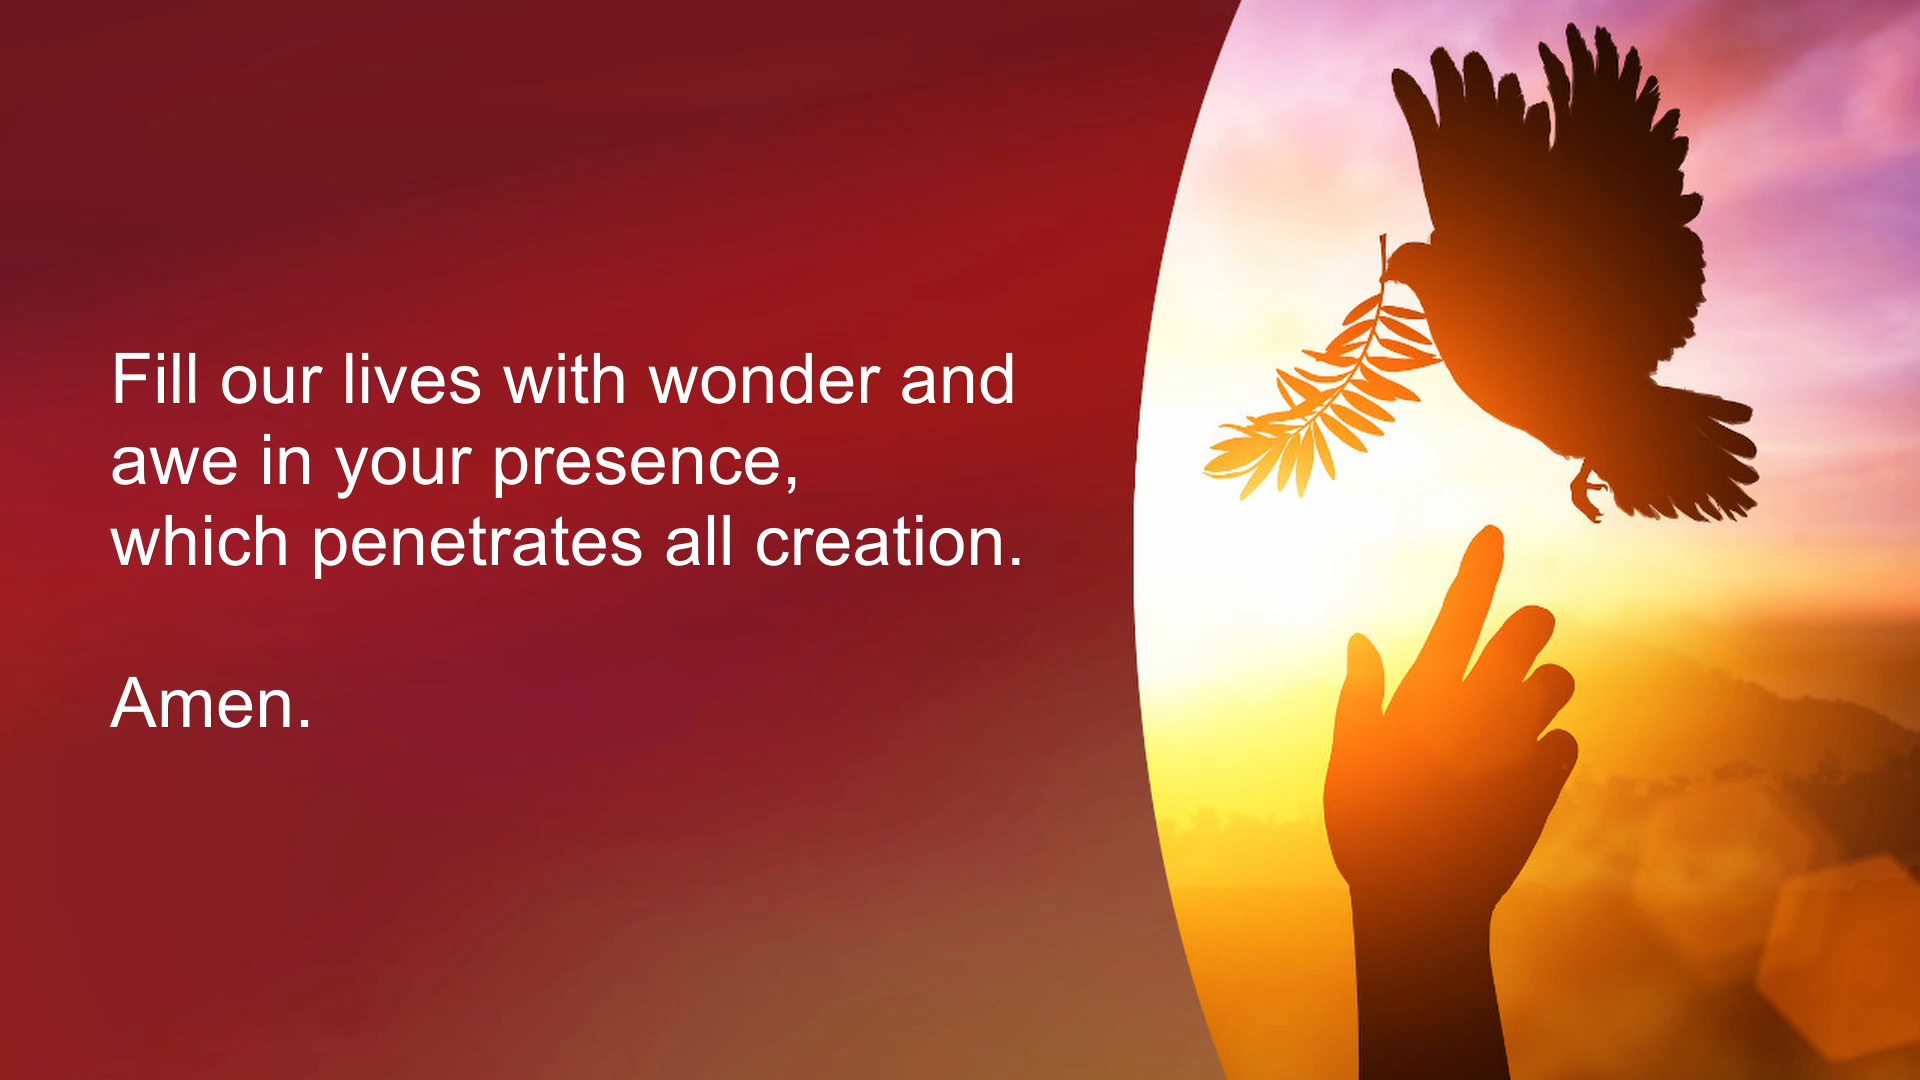 Fill our lives with wonder and
awe in your presence,
which penetrates all creation.
Amen.